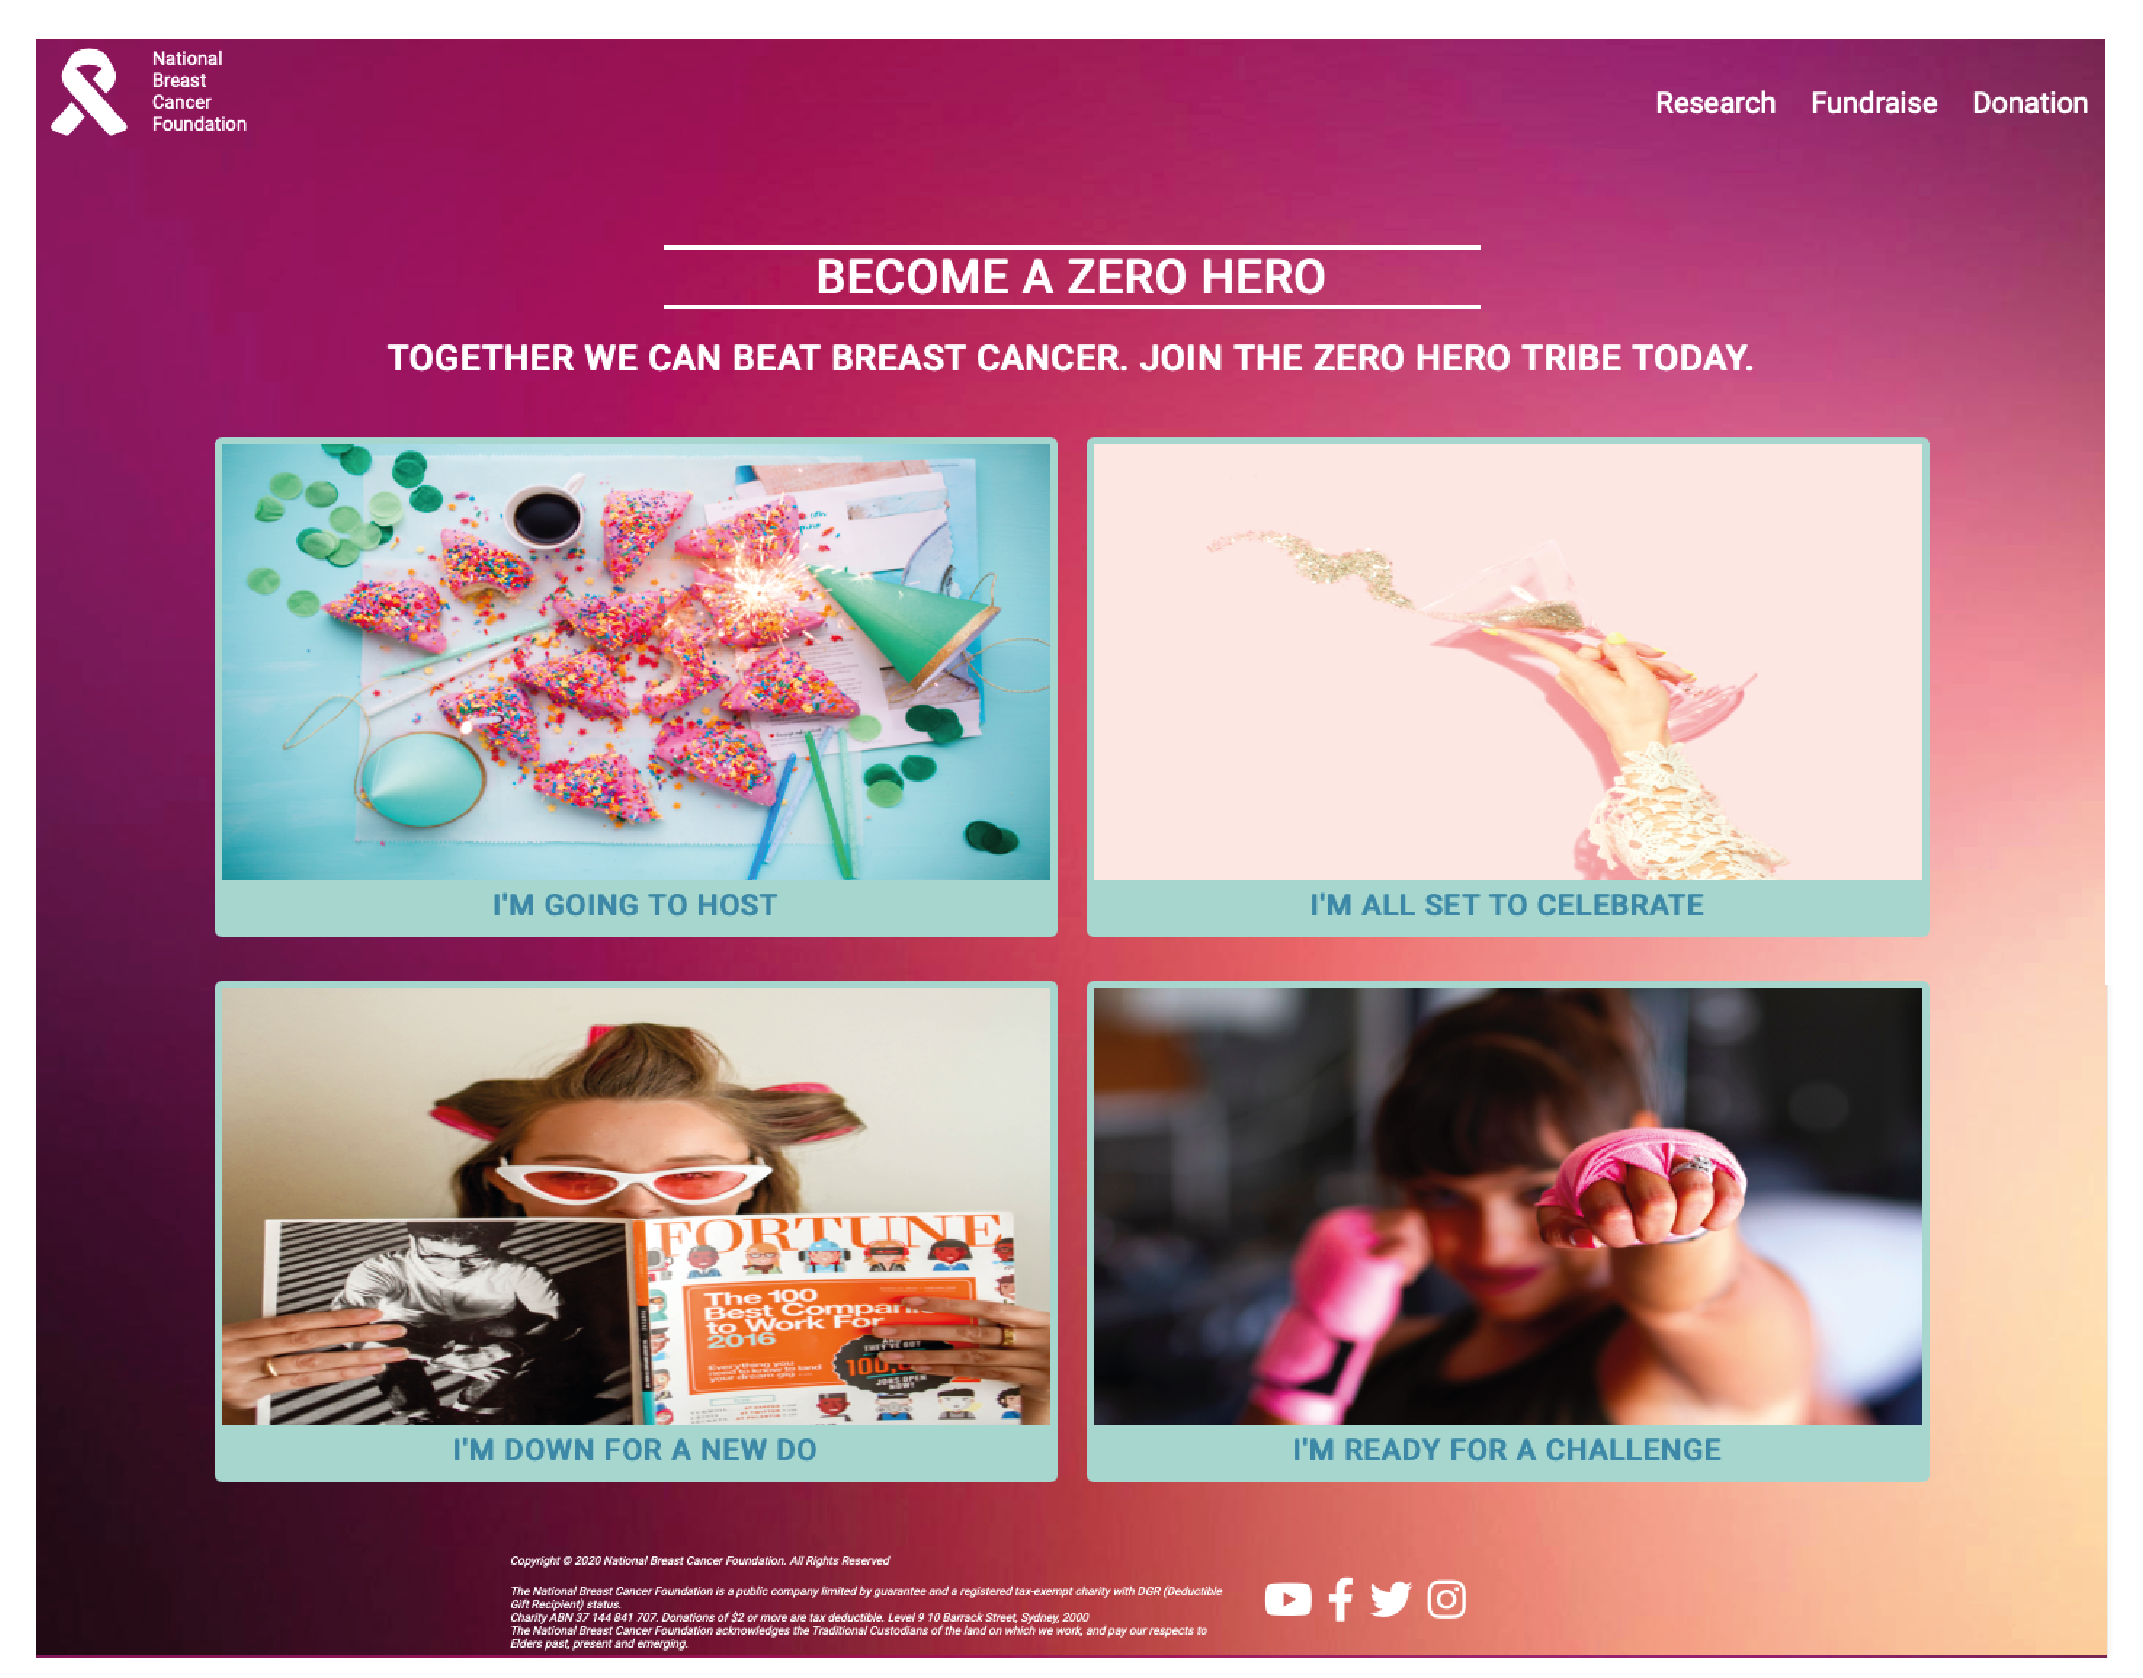 National
Breast
Cancer
Foundation
Research Fundraise Donation
BECOME A ZERO HERO
TOGETHER WE CAN BEAT BREAST CANCER. JOIN THE ZERO HERO TRIBE TODAY.
I'M GOING TO HOST
I'M ALL SET TO CELEBRATE
FORTUNE
The 100
Best
to Work For
2016
Everything you
need to know to land
your dream gig
THEY'VE GOT
JOBS OPEN
NOW!
I'M DOWN FOR A NEW DO
I'M READY FOR A CHALLENGE
Copyright © 2020 National Breast Cancer Foundation. All Rights Reserved
The National Breast Cancer Foundation is a public company limited by guarantee and a registered tax-exempt charity with DGR (Deductible
Gift Recipient) status.
Charity ABN 37 144 841 707. Donations of $2 or more are tax deductible. Level 9 10 Barrack Street, Sydney, 2000
The National Breast Cancer Foundation acknowledges the Traditional Custodians of the land on which we work, and pay our respects to
Elders past, present and emerging.